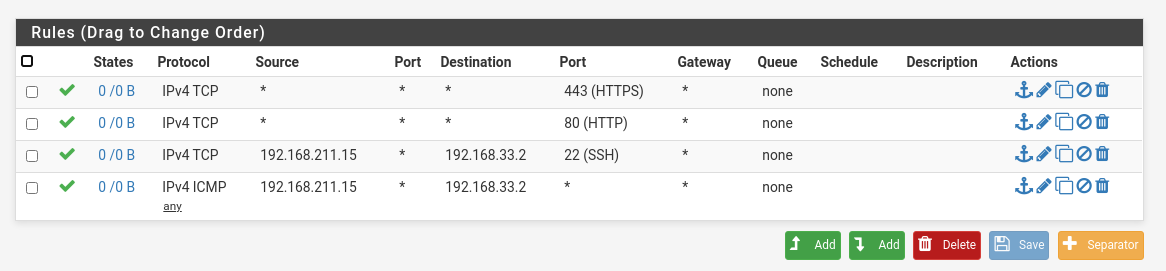 Rules (Drag to Change Order)
States Protocol Source Port Destination Port Gateway Queue Schedule Description Actions
0 /0 B IPv4 TCP * * * 443 (HTTPS) * none
0 /0 B IPv4 TCP * * * 80 (HTTP) * none
0 /0 B IPv4 TCP 192.168.211.15 * 192.168.33.2 22 (SSH) * none
0 /0 B IPv4 ICMP 192.168.211.15 * 192.168.33.2 * * none
any
Add Add Delete Save Separator